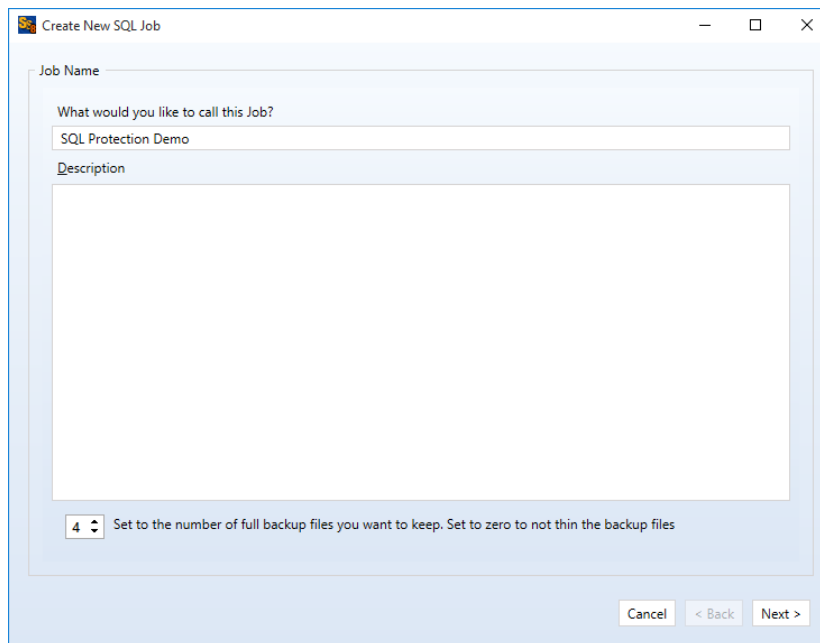 Create New SQL Job
Job Name
What would you like to call this Job?
SQL Protection Demo
Description
4 Set to the number of full backup files you want to keep. Set to zero to not thin the backup files
Cancel < Back Next >